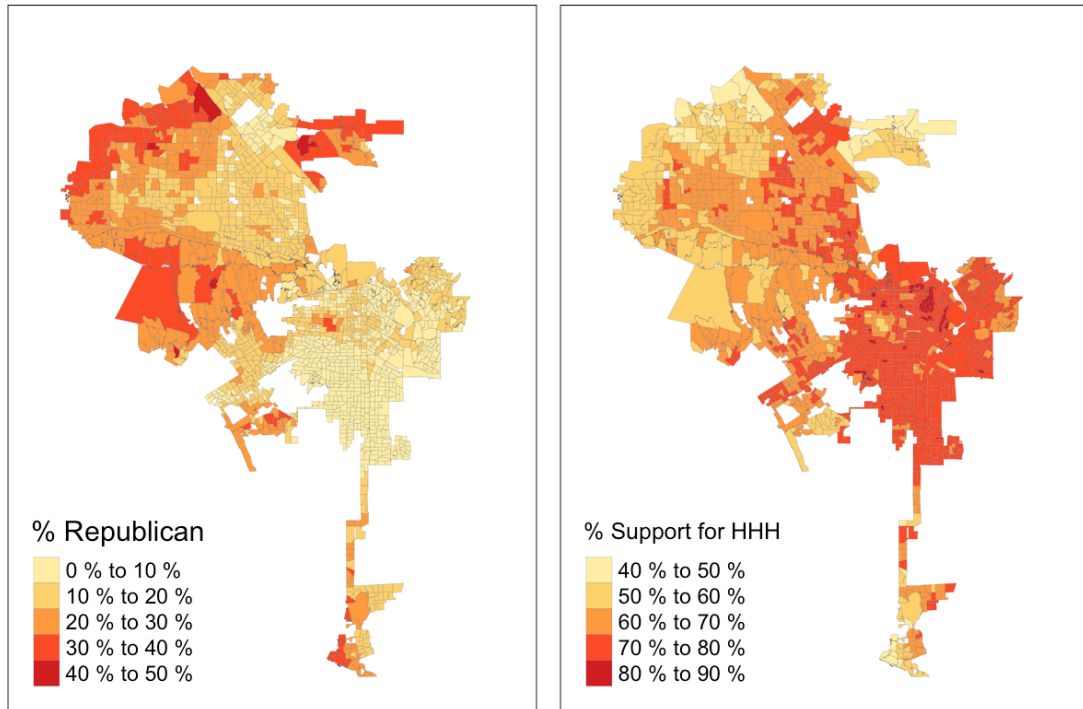 % Republican
0 % to 10 %
10 % to 20 %
20 % to 30 %
30 % to 40 %
40 % to 50 %
% Support for HHH
40 % to 50 %
50 % to 60 %
60 % to 70 %
70 % to 80 %
80 % to 90 %